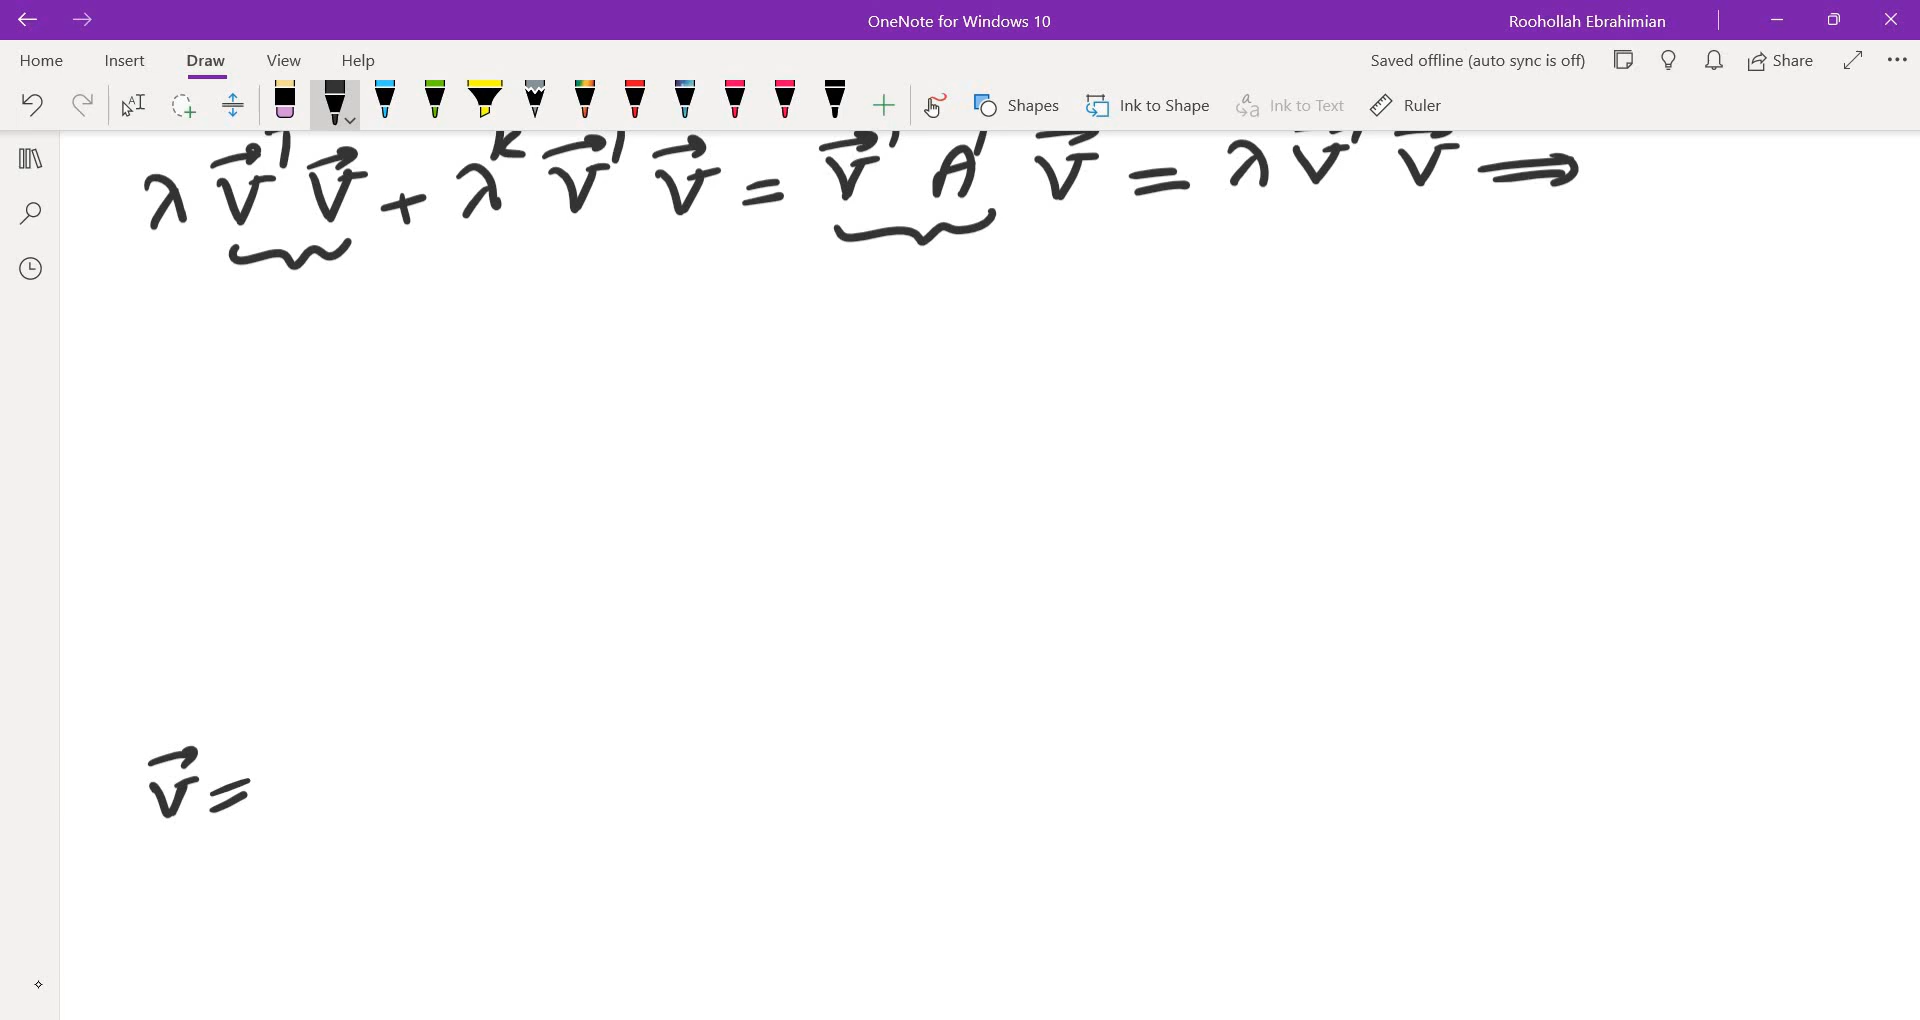 OneNote for Windows 10 Roohollah Ebrahimian
Home Insert Draw View Help Saved offline (auto sync is off) Share
Shapes Ink to Shape Ink to Text Ruler
λ v⃗' v⃗ + λᵏ v⃗' v⃗ = v⃗' A' v⃗ = λ v⃗' v⃗ ⟹
v⃗ =